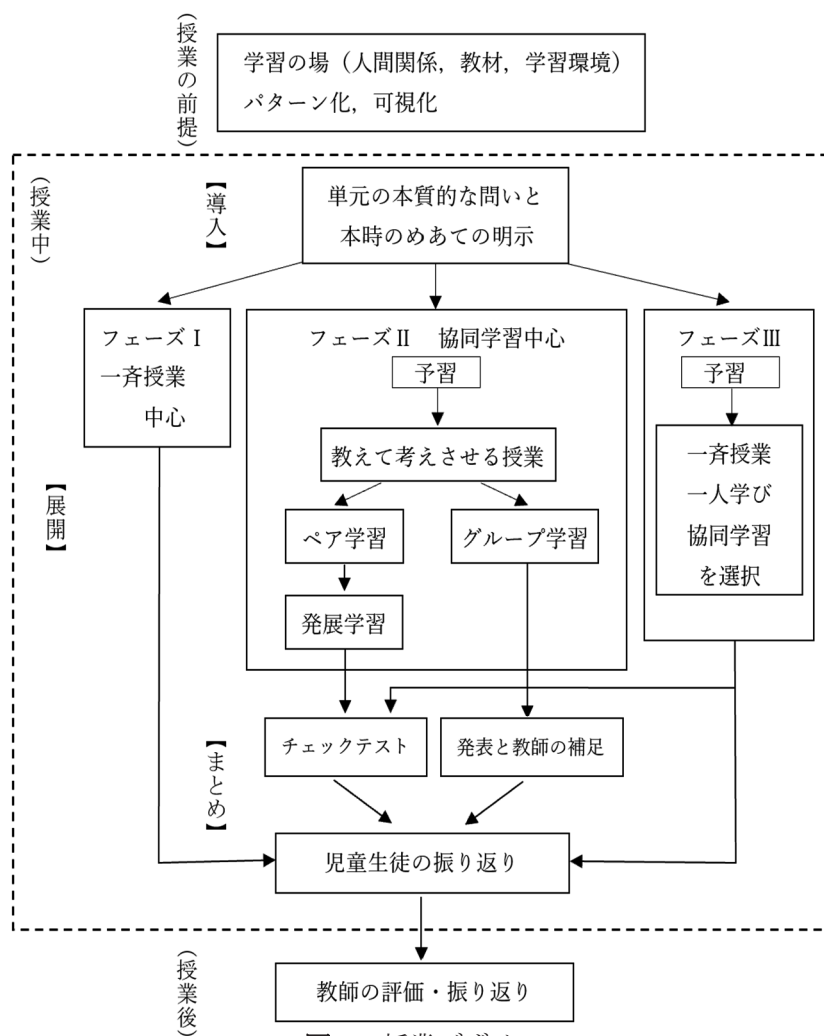 (授業の前提)
学習の場(人間関係，教材，学習環境)
パターン化，可視化
(授業中)
【導入】
単元の本質的な問いと
本時のめあての明示
フェーズⅠ
一斉授業
中心
フェーズⅡ　協同学習中心
予習
教えて考えさせる授業
ペア学習
グループ学習
発展学習
フェーズⅢ
予習
一斉授業
一人学び
協同学習
を選択
【展開】
チェックテスト
発表と教師の補足
【まとめ】
児童生徒の振り返り
(授業後)
教師の評価・振り返り